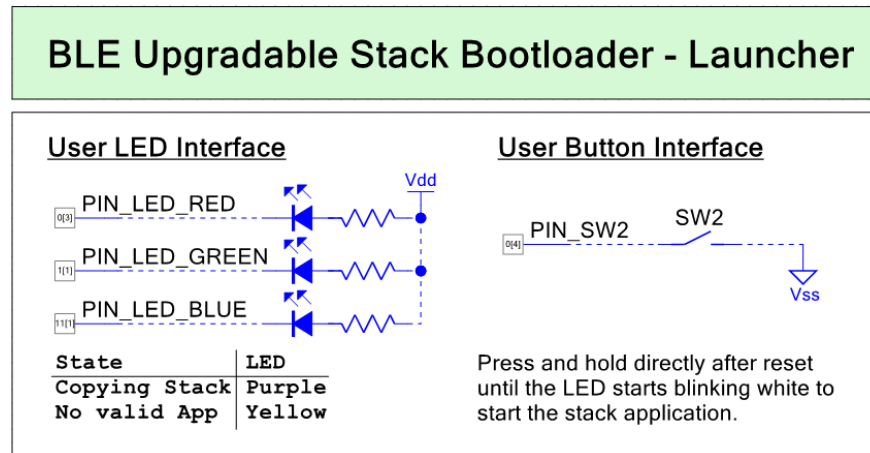 BLE Upgradable Stack Bootloader - Launcher
User LED Interface
Vdd
0[3] PIN_LED_RED
1[1] PIN_LED_GREEN
11[1] PIN_LED_BLUE
State LED
Copying Stack Purple
No valid App Yellow
User Button Interface
0[4] PIN_SW2 SW2
Vss
Press and hold directly after reset
until the LED starts blinking white to
start the stack application.